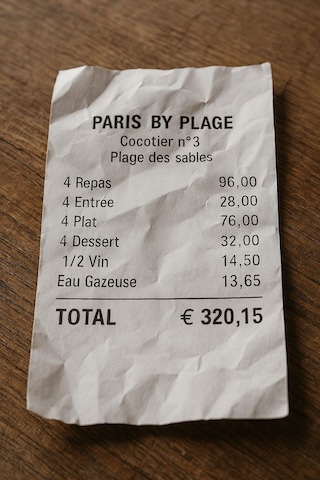 PARIS BY PLAGE
Cocotier n°3
Plage des sables
4 Repas 96,00
4 Entree 28,00
4 Plat 76,00
4 Dessert 32,00
1/2 Vin 14,50
Eau Gazeuse 13,65
TOTAL € 320,15